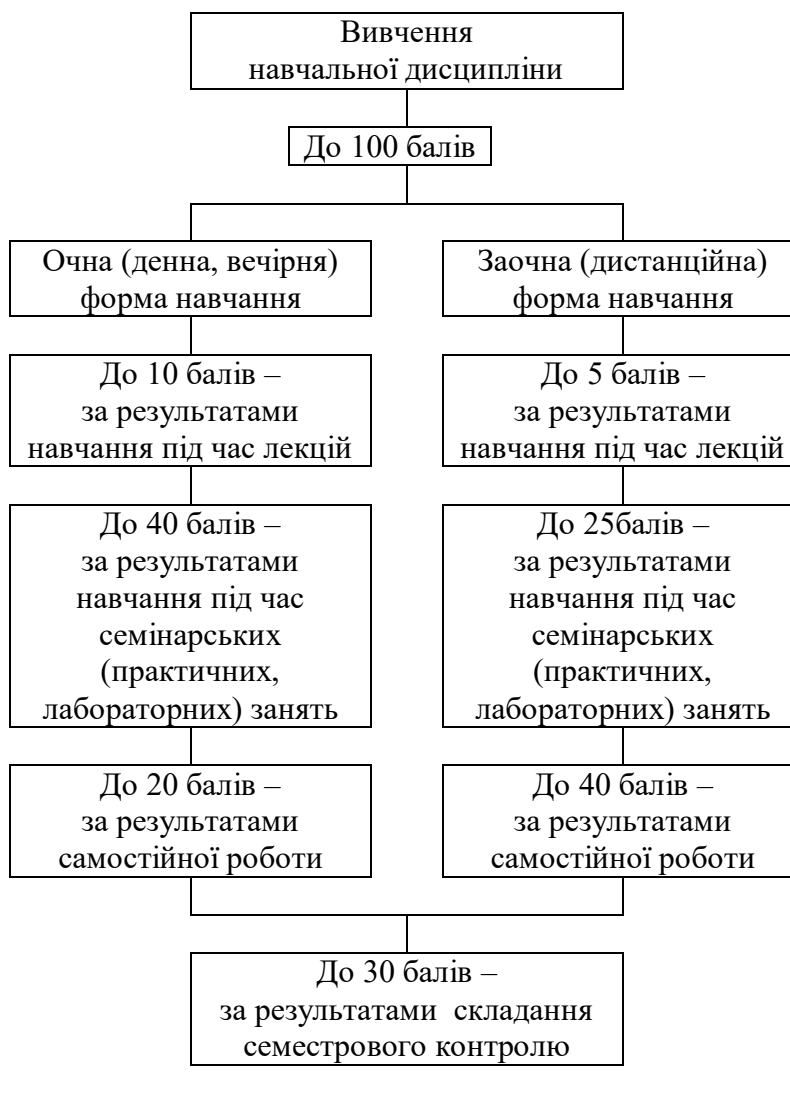 Вивчення
навчальної дисципліни
До 100 балів
Очна (денна, вечірня)
форма навчання
Заочна (дистанційна)
форма навчання
До 10 балів –
за результатами
навчання під час лекцій
До 5 балів –
за результатами
навчання під час лекцій
До 40 балів –
за результатами
навчання під час
семінарських
(практичних,
лабораторних) занять
До 25балів –
за результатами
навчання під час
семінарських
(практичних,
лабораторних) занять
До 20 балів –
за результатами
самостійної роботи
До 40 балів –
за результатами
самостійної роботи
До 30 балів –
за результатами складання
семестрового контролю